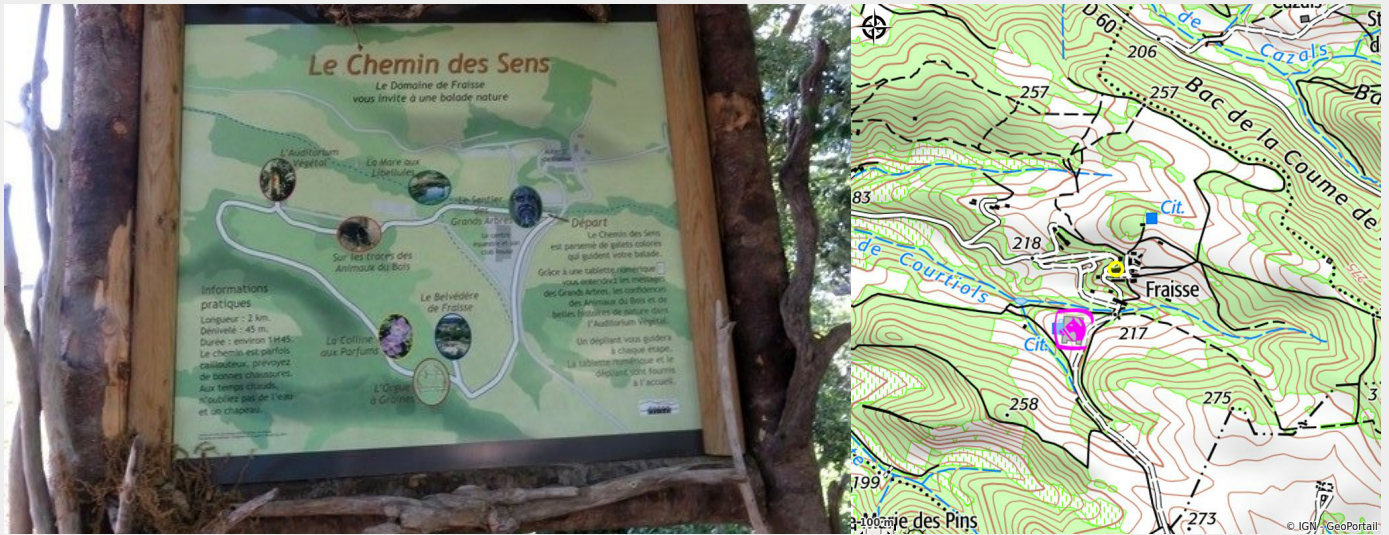 Le Chemin des Sens
Le Domaine de Fraisse
vous invite à une balade nature
L'Auditorium
Végétal
La Mare aux
Libellules
Le Sentier
Grands Arbres
Départ
Sur les traces des
Animaux du Bois
Le Belvédère
de Fraisse
La Colline
aux Parfums
L'Orgue
à Graines
Informations
pratiques
Longueur : 2 km.
Dénivelé : 45 m.
Durée : environ 1H45.
Le chemin est parfois
caillouteux, prévoyez
de bonnes chaussures.
Aux temps chauds,
n'oubliez pas de l'eau
et un chapeau.
Le Chemin des Sens
est parsemé de galets colorés
qui guident votre balade.
Grâce à une tablette numérique
vous entendrez les messages
des Grands Arbres, les confidences
des Animaux du Bois et de
belles histoires de nature dans
l'Auditorium Végétal.
Un dépliant vous guidera
à chaque étape.
La tablette numérique et le
dépliant sont fournis
à l'accueil.
D 60
206
de
Cazals
257
257
Bac de la Coume de
83
Cit.
218
de Courtiols
Fraisse
295
Cit.
217
258
275
199
100 m
Marie des Pins
273
© IGN - GeoPortail